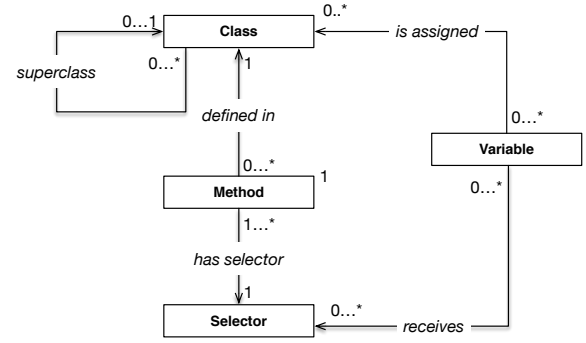 0…1
Class
0..*
is assigned
superclass
0…*
1
defined in
0…*
0…*
Variable
0…*
Method
1
1…*
has selector
1
0…*
Selector
receives